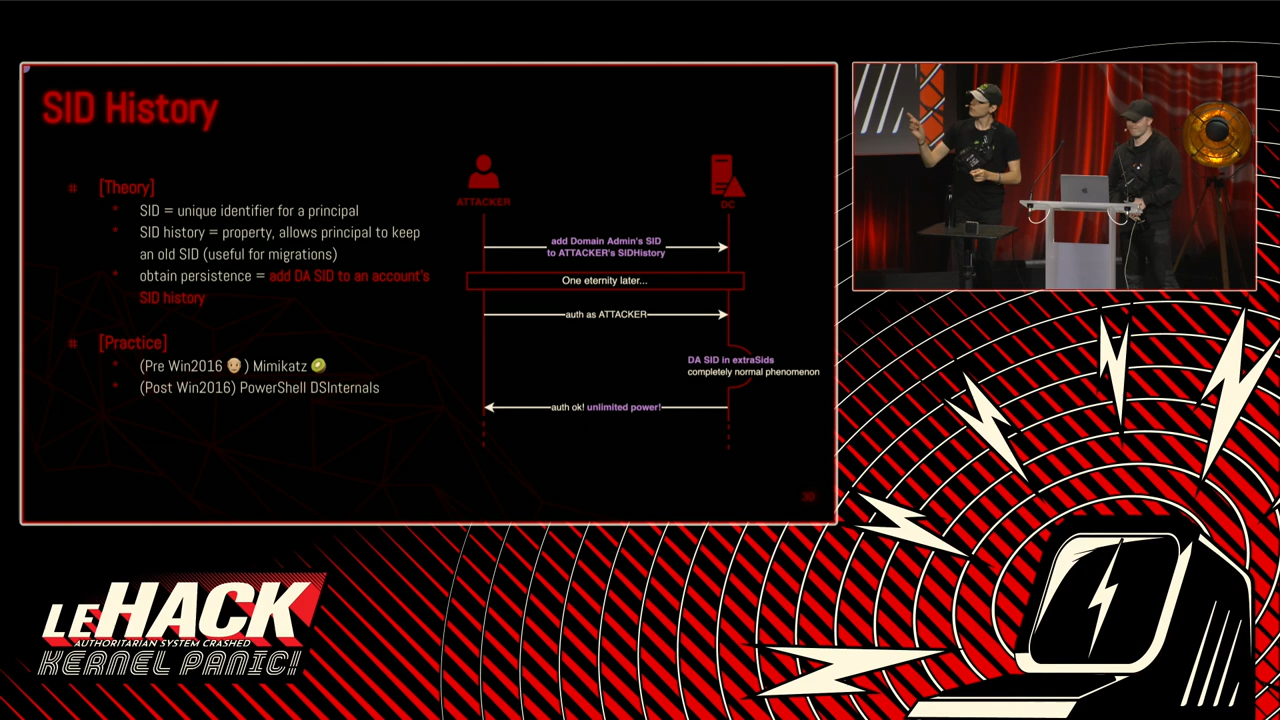 SID History
# [Theory]
* SID = unique identifier for a principal
* SID history = property, allows principal to keep
an old SID (useful for migrations)
* obtain persistence = add DA SID to an account's
SID history
# [Practice]
* (Pre Win2016 👴🏼) Mimikatz 🥝
* (Post Win2016) PowerShell DSInternals
ATTACKER
DC
add Domain Admin's SID
to ATTACKER's SIDHistory
One eternity later...
auth as ATTACKER
DA SID in extraSids
completely normal phenomenon
auth ok! unlimited power!
30
LEHACK
AUTHORITARIAN SYSTEM CRASHED
KERNEL PANIC!